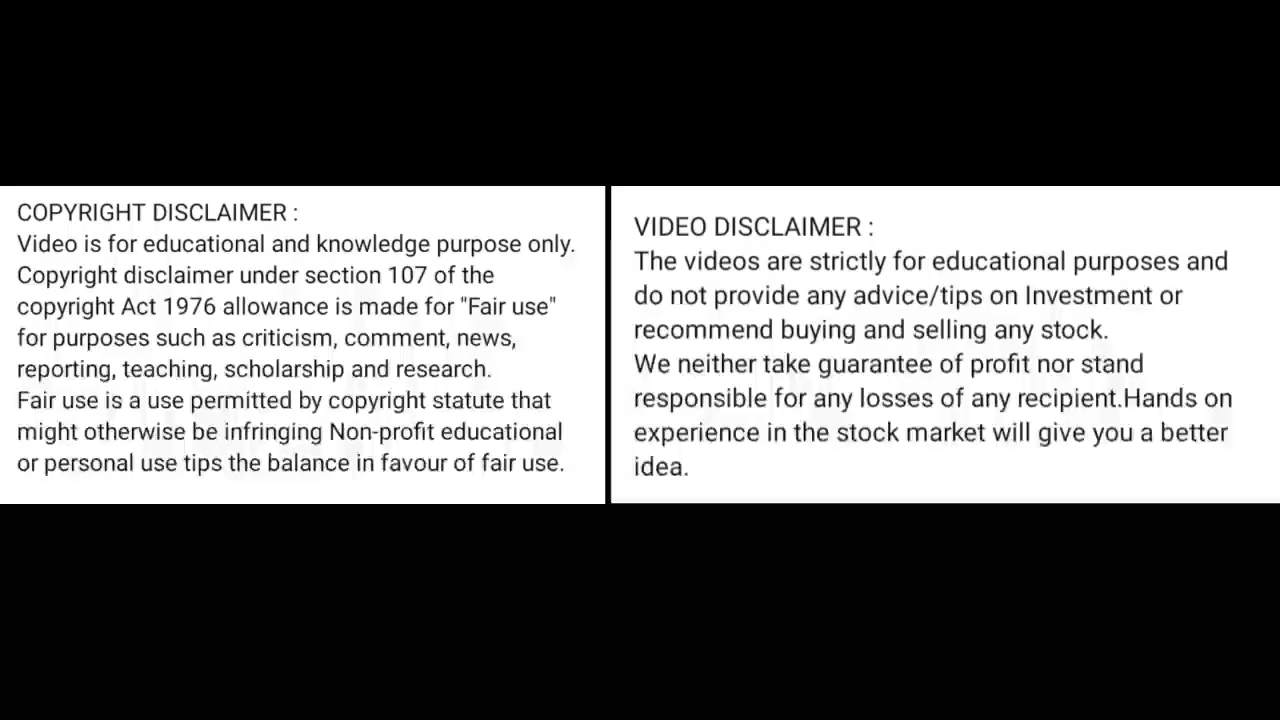 COPYRIGHT DISCLAIMER :
Video is for educational and knowledge purpose only.
Copyright disclaimer under section 107 of the
copyright Act 1976 allowance is made for "Fair use"
for purposes such as criticism, comment, news,
reporting, teaching, scholarship and research.
Fair use is a use permitted by copyright statute that
might otherwise be infringing Non-profit educational
or personal use tips the balance in favour of fair use.
VIDEO DISCLAIMER :
The videos are strictly for educational purposes and
do not provide any advice/tips on Investment or
recommend buying and selling any stock.
We neither take guarantee of profit nor stand
responsible for any losses of any recipient.Hands on
experience in the stock market will give you a better
idea.